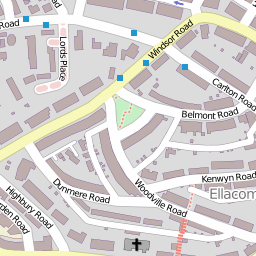 Road
Lords Place
Windsor Road
Carlton Road
Belmont Road
Kenwyn Road
Ellacom
Dunmere Road
Woodville Road
Highbury Road
den Road